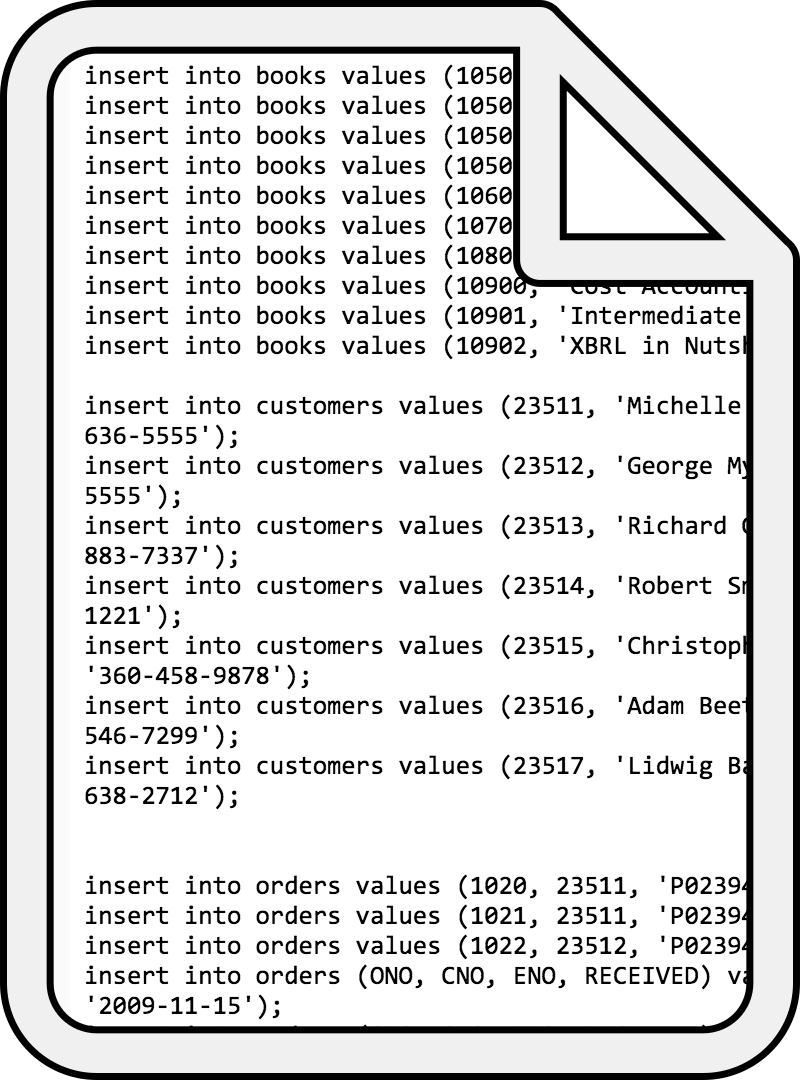 insert into books values (1050
insert into books values (1050
insert into books values (1050
insert into books values (1050
insert into books values (1060
insert into books values (1070
insert into books values (1080
insert into books values (10900, 'Cost Account
insert into books values (10901, 'Intermediate
insert into books values (10902, 'XBRL in Nutsh
insert into customers values (23511, 'Michelle
636-5555');
insert into customers values (23512, 'George My
5555');
insert into customers values (23513, 'Richard
883-7337');
insert into customers values (23514, 'Robert Sm
1221');
insert into customers values (23515, 'Christoph
'360-458-9878');
insert into customers values (23516, 'Adam Beet
546-7299');
insert into customers values (23517, 'Lidwig Ba
638-2712');
insert into orders values (1020, 23511, 'P02394
insert into orders values (1021, 23511, 'P02394
insert into orders values (1022, 23512, 'P02394
insert into orders (ONO, CNO, ENO, RECEIVED) va
'2009-11-15');